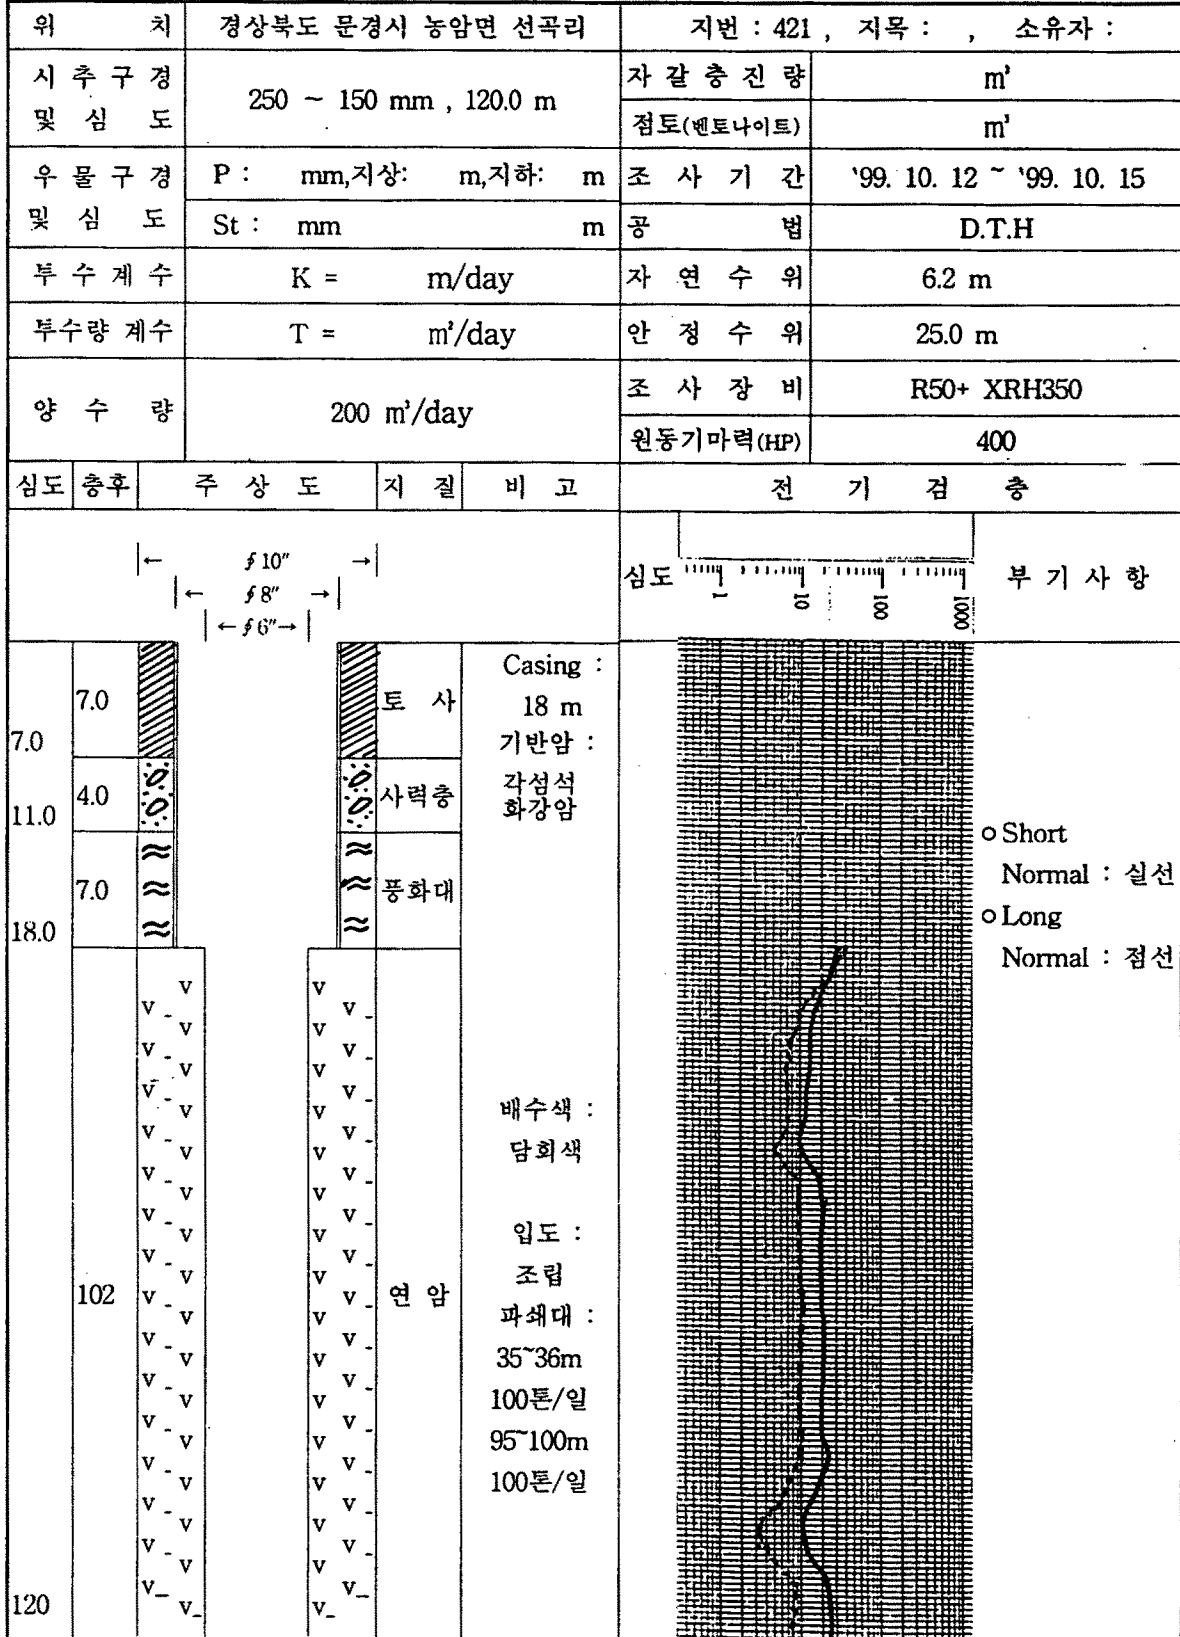 위 치 경상북도 문경시 농암면 선곡리 지번 : 421 , 지목 : , 소유자 :
시 추 구 경 및 심 도 250 ~ 150 mm , 120.0 m
자 갈 충 진 량 m³
점토(벤토나이트) m³
우 물 구 경 및 심 도 P : mm,지상: m,지하: m
St : mm m
조 사 기 간 '99. 10. 12 ~ '99. 10. 15
공 법 D.T.H
투 수 계 수 K = m/day
자 연 수 위 6.2 m
투수량 계수 T = m²/day
안 정 수 위 25.0 m
양 수 량 200 m³/day
조 사 장 비 R50+ XRH350
원동기마력(HP) 400
심도 층후 주 상 도 지 질 비 고 전 기 검 층
← ∮10″ →
← ∮8″ →
← ∮6″→
심도 1 10 100 1000 부 기 사 항
7.0 7.0 토 사
11.0 4.0 사력층
18.0 7.0 풍화대
120 102 연 암
Casing :
18 m
기반암 :
각섬석
화강암
배수색 :
담회색
입도 :
조립
파쇄대 :
35~36m
100톤/일
95~100m
100톤/일
○ Short
Normal : 실선
○ Long
Normal : 점선